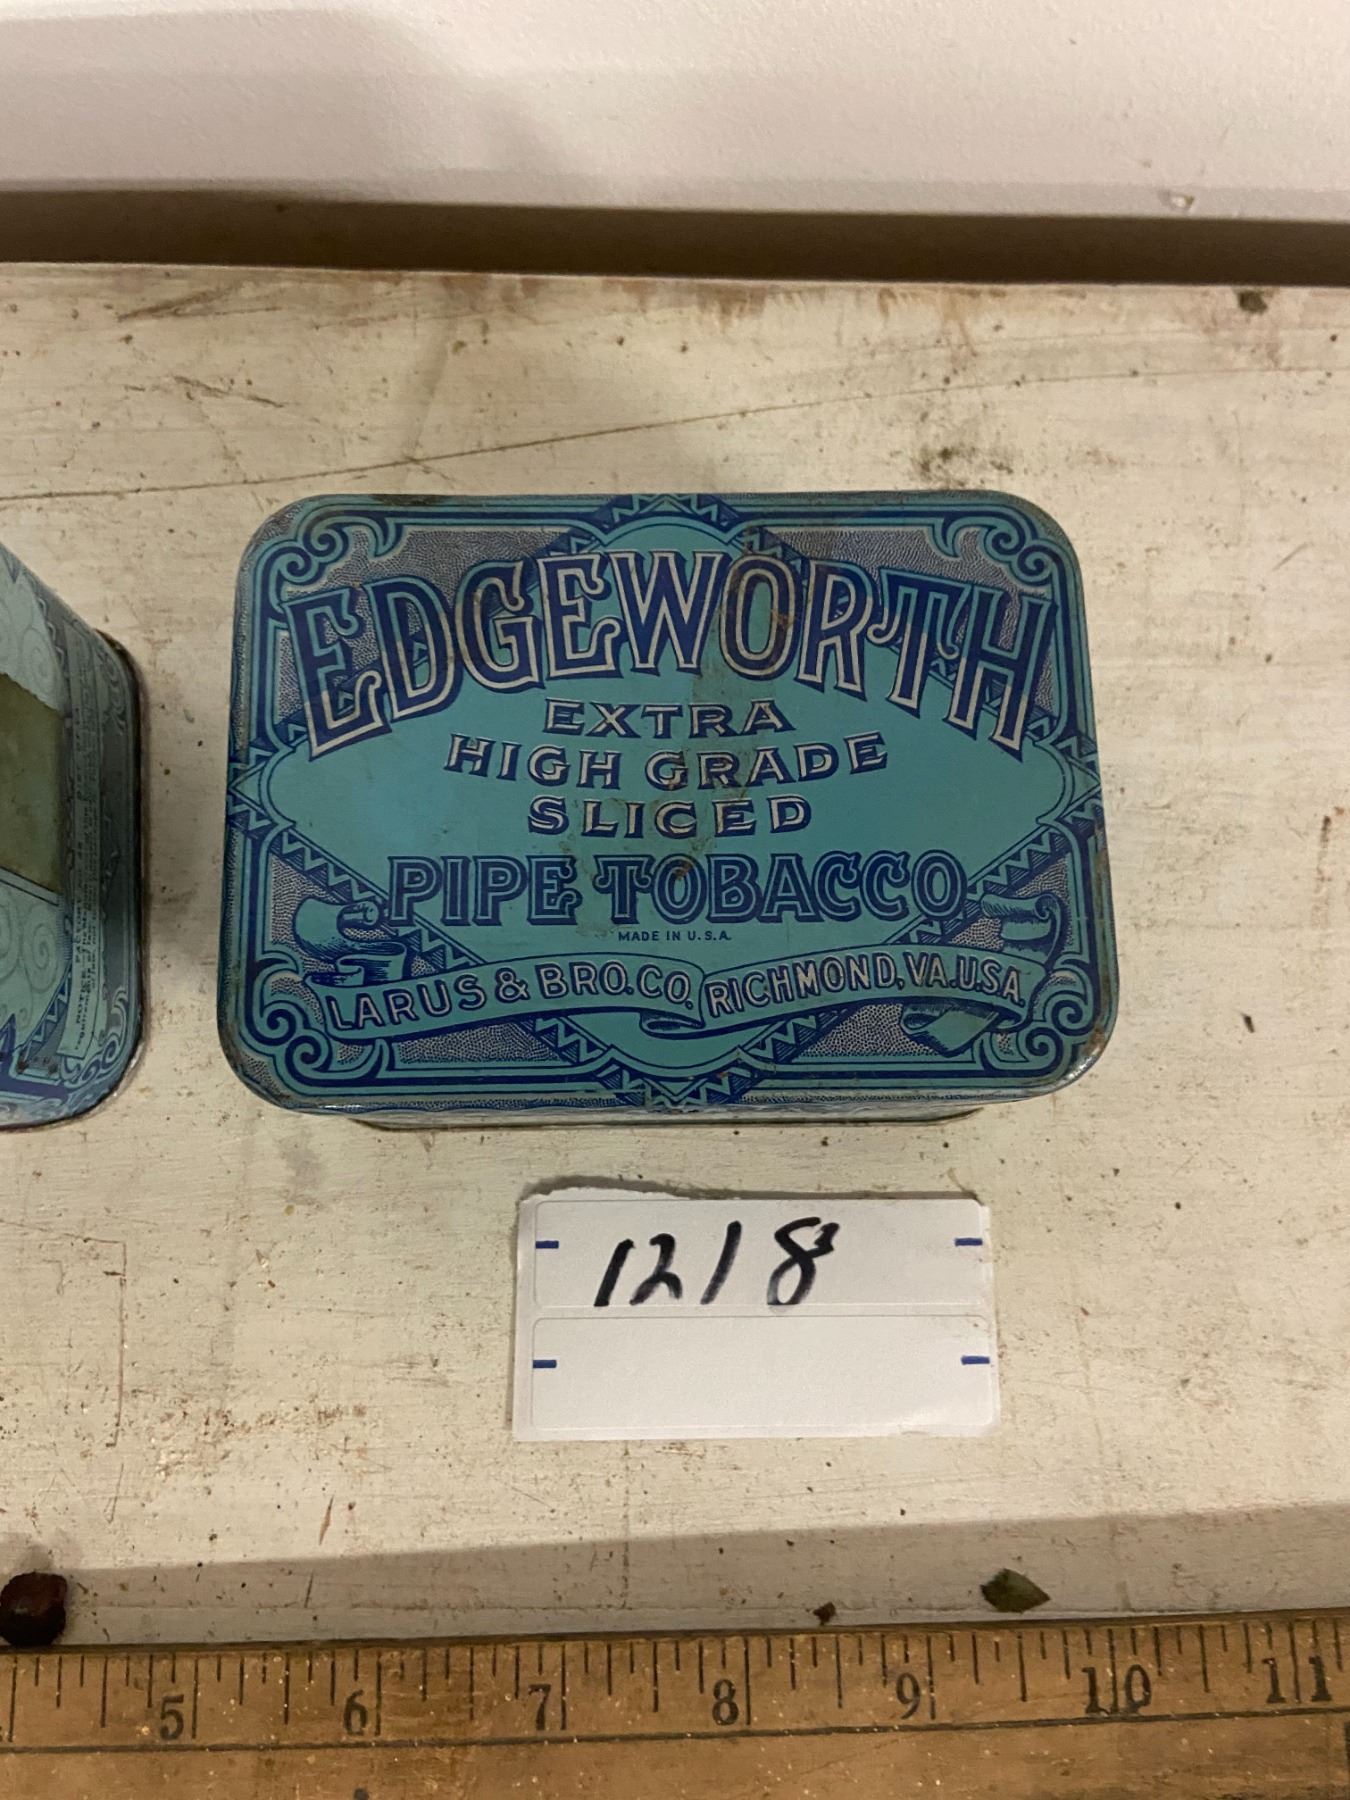 EDGEWORTH
EXTRA
HIGH GRADE
SLICED
PIPE TOBACCO
MADE IN U.S.A.
LARUS & BRO. CO. RICHMOND, VA. U.S.A.
1218
5 6 7 8 9 10 11